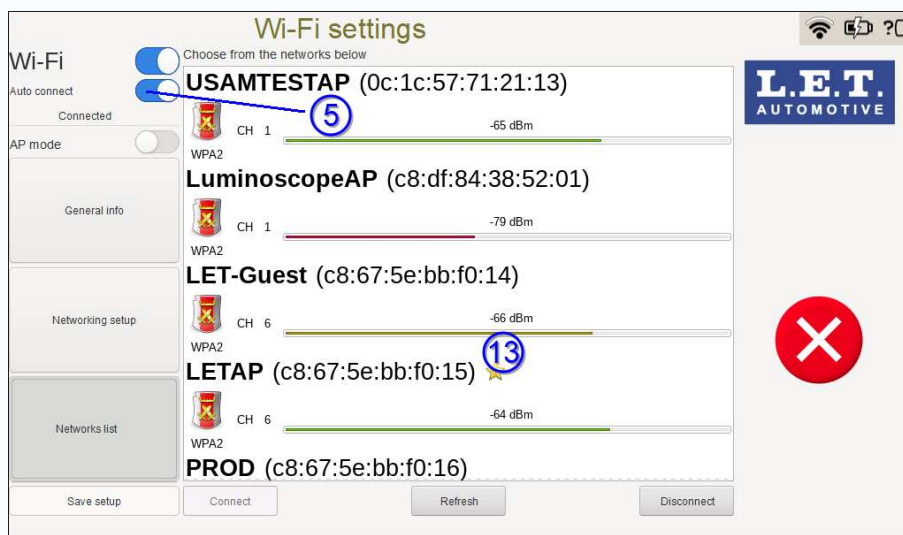 Wi-Fi settings
?
Wi-Fi
Choose from the networks below
Auto connect
Connected
AP mode
General info
Networking setup
Networks list
Save setup
USAMTESTAP (0c:1c:57:71:21:13)
5
CH 1
-65 dBm
WPA2
LuminoscopeAP (c8:df:84:38:52:01)
CH 1
-79 dBm
WPA2
LET-Guest (c8:67:5e:bb:f0:14)
CH 6
-66 dBm
WPA2
13
LETAP (c8:67:5e:bb:f0:15)
CH 6
-64 dBm
WPA2
PROD (c8:67:5e:bb:f0:16)
Connect
Refresh
Disconnect
L.E.T.
AUTOMOTIVE